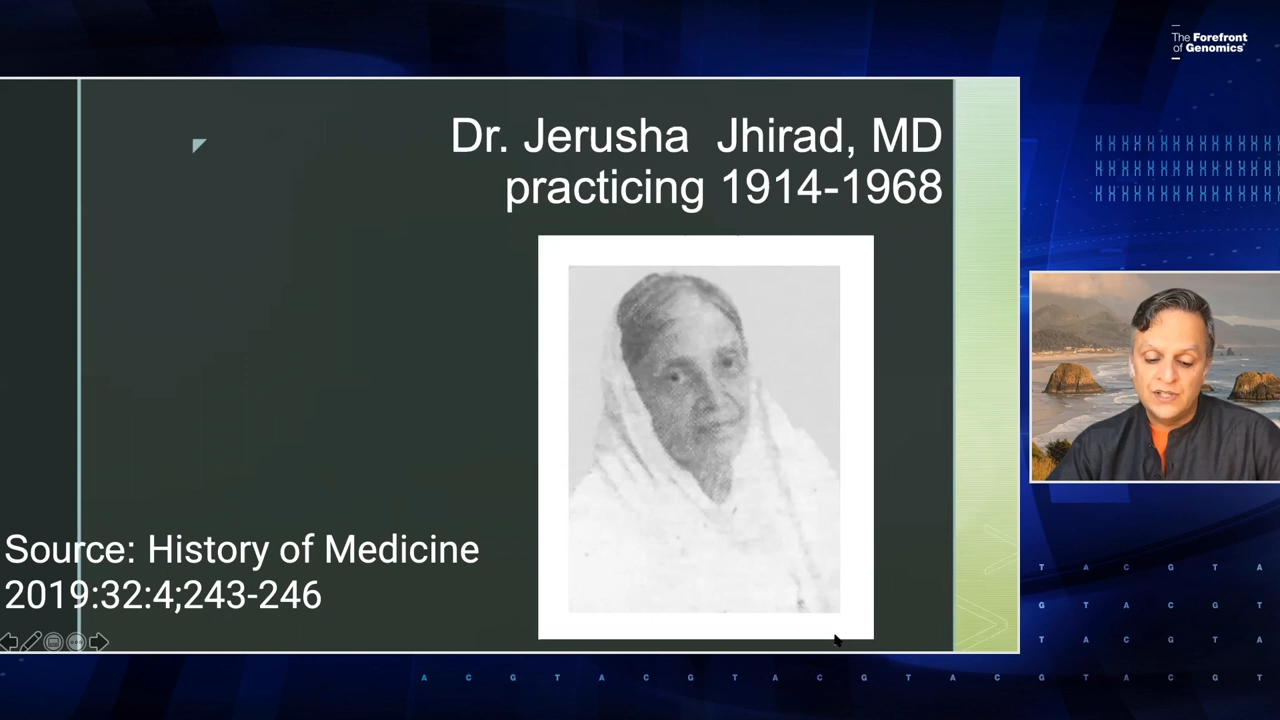 The Forefront
of Genomics
Dr. Jerusha Jhirad, MD
practicing 1914-1968
Source: History of Medicine
2019:32:4;243-246
T A C G T A
G T A C G T
T A C G T A
A C G T A C G T A C G T A C G T A C G T